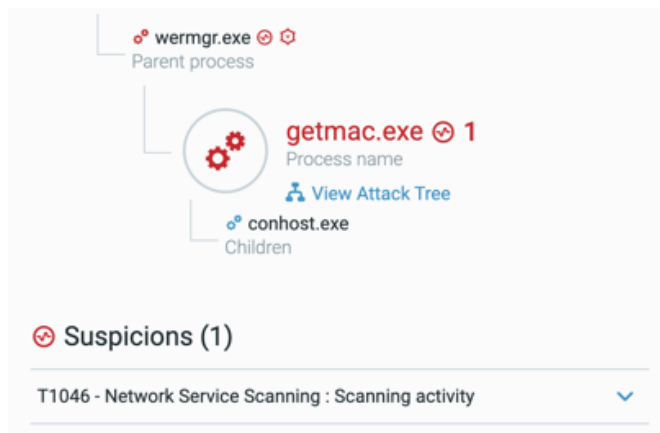 wermgr.exe
Parent process
getmac.exe 1
Process name
View Attack Tree
conhost.exe
Children
Suspicions (1)
T1046 - Network Service Scanning : Scanning activity